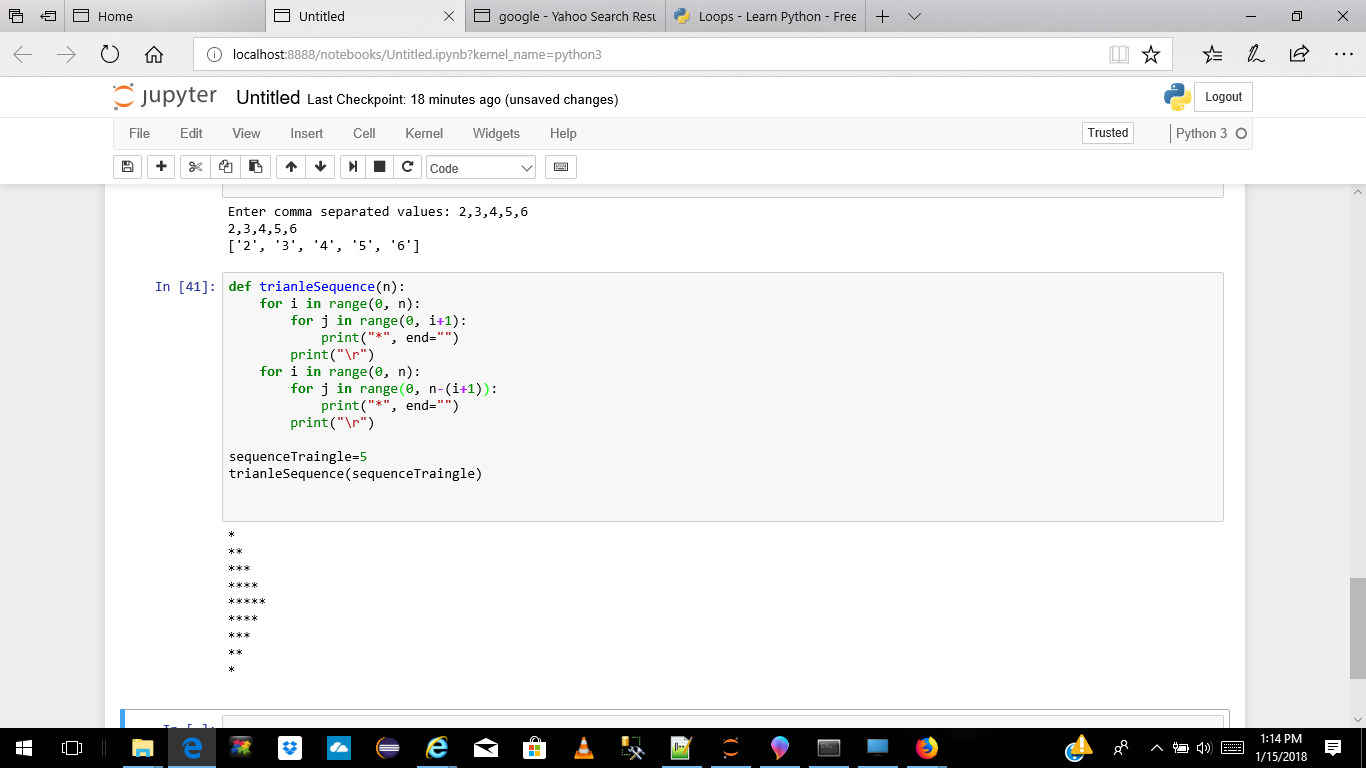 Home
Untitled
google - Yahoo Search Resu
Loops - Learn Python - Free
localhost:8888/notebooks/Untitled.ipynb?kernel_name=python3
jupyter Untitled Last Checkpoint: 18 minutes ago (unsaved changes)
Logout
File Edit View Insert Cell Kernel Widgets Help
Trusted
Python 3
Code
Enter comma separated values: 2,3,4,5,6
2,3,4,5,6
['2', '3', '4', '5', '6']
In [41]:
def trianleSequence(n):
    for i in range(0, n):
        for j in range(0, i+1):
            print("*", end="")
        print("\r")
    for i in range(0, n):
        for j in range(0, n-(i+1)):
            print("*", end="")
        print("\r")
sequenceTraingle=5
trianleSequence(sequenceTraingle)
*
**
***
****
*****
****
***
**
*
In [ ]:
1:14 PM
1/15/2018